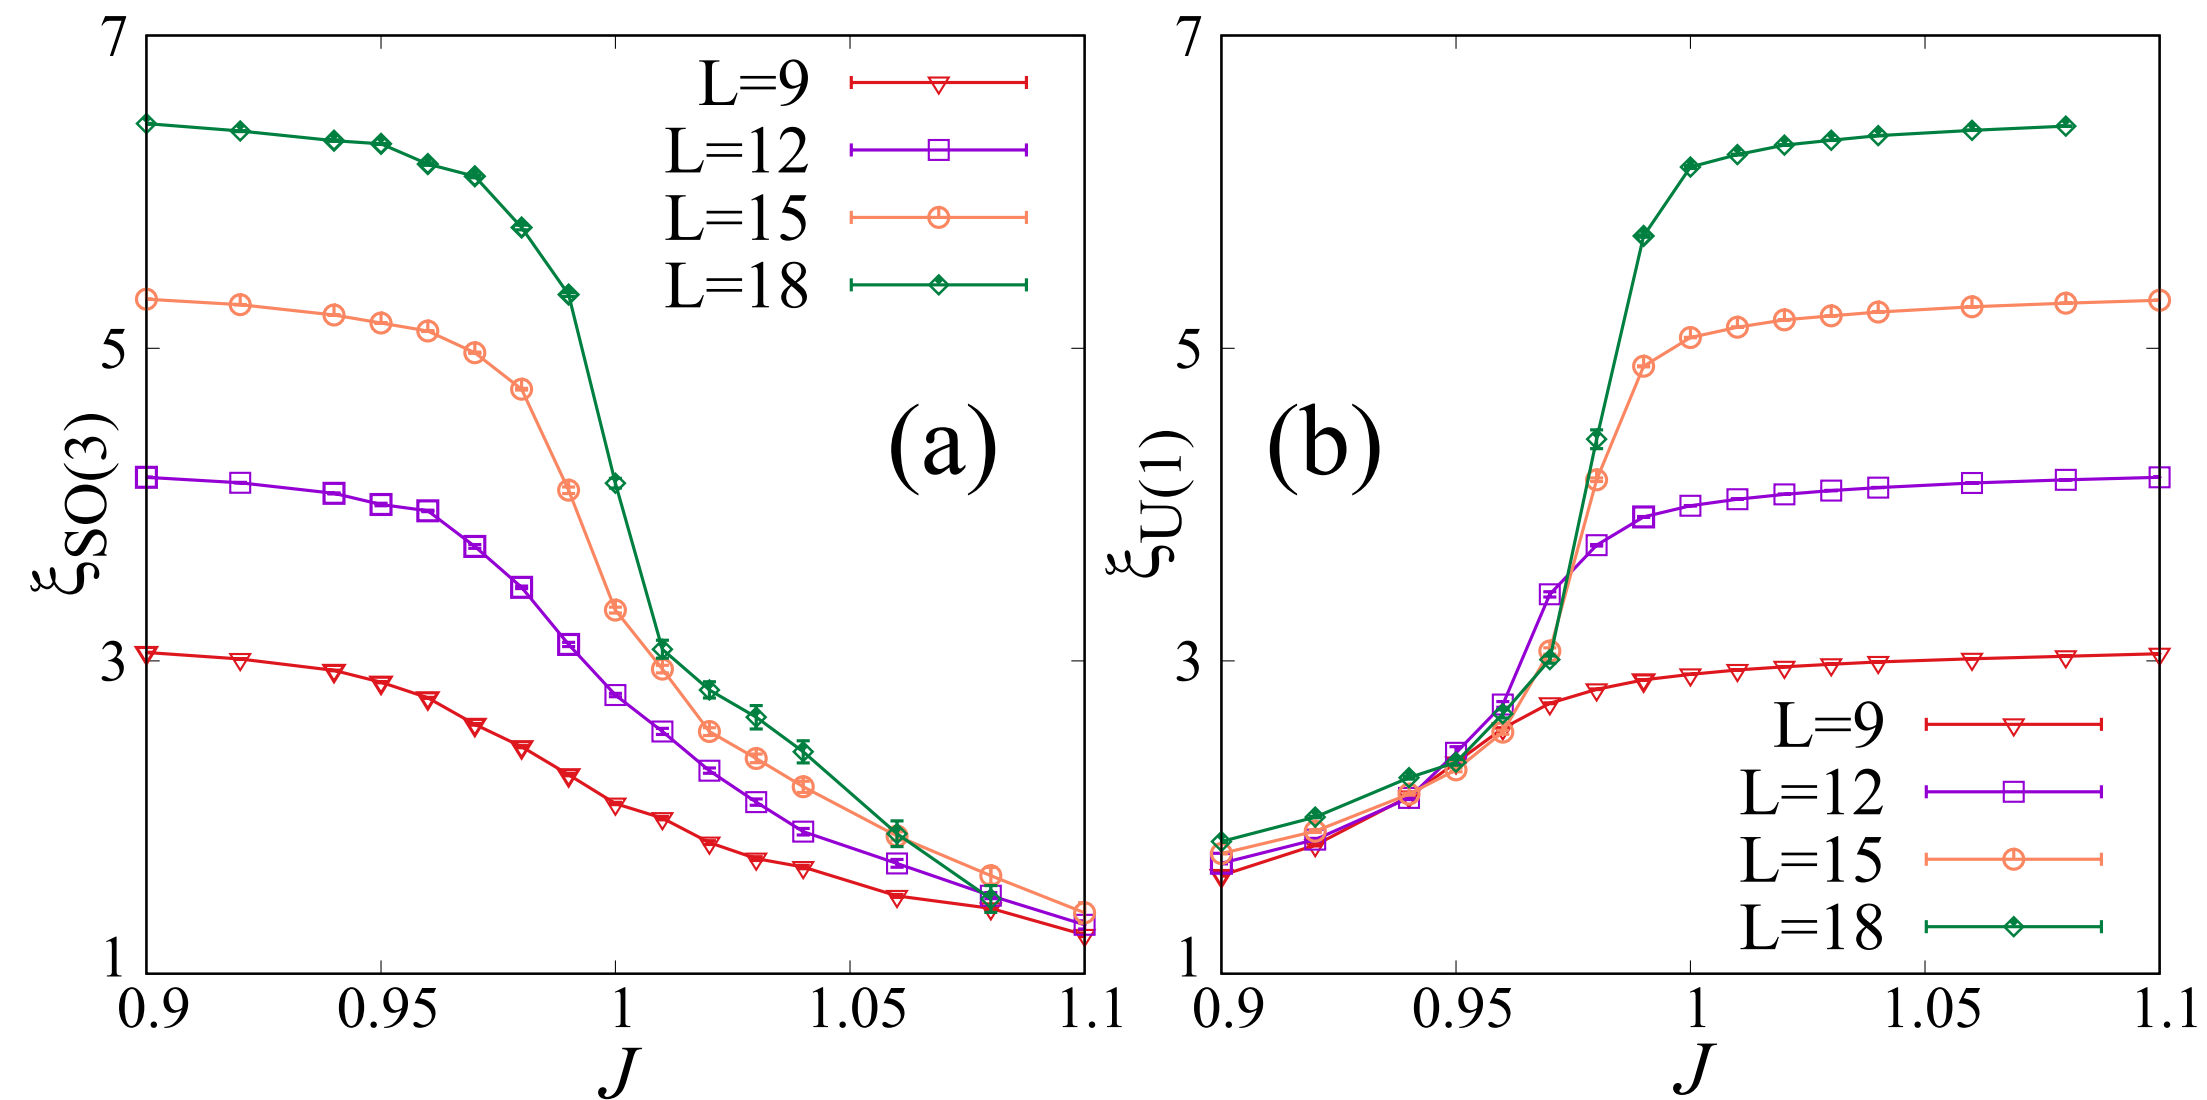 7
5
3
1
ξSO(3)
L=9
L=12
L=15
L=18
(a)
0.9 0.95 1 1.05 1.1
J
7
5
3
1
ξU(1)
(b)
L=9
L=12
L=15
L=18
0.9 0.95 1 1.05 1.1
J